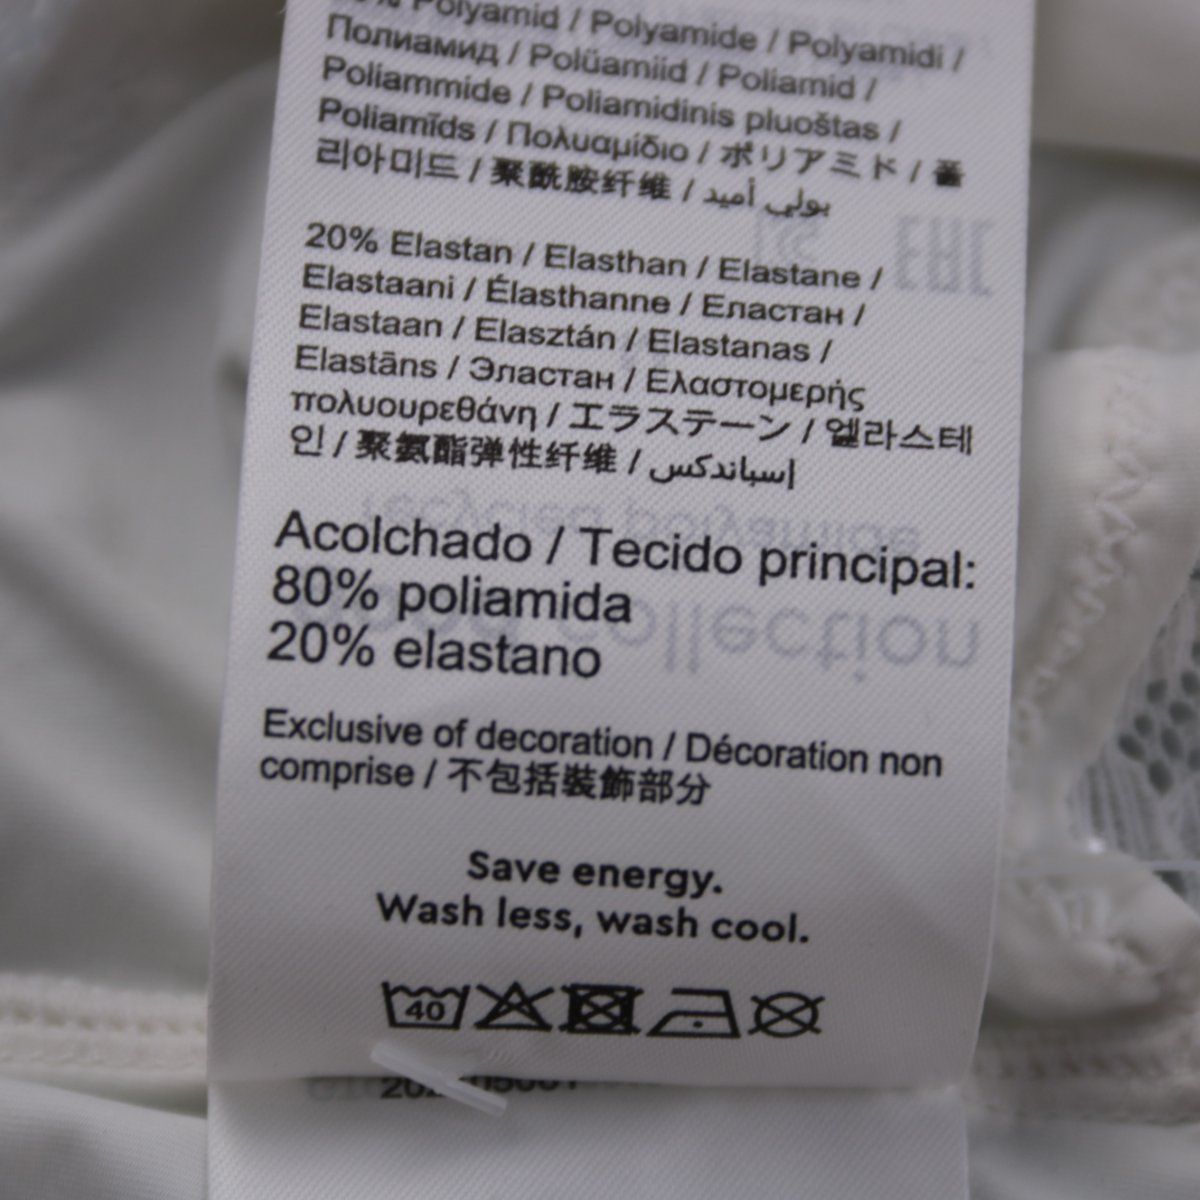 Polyamid / Polyamide / Polyamidi /
Полиамид / Polüamiid / Poliamid /
Poliammide / Poliamidinis pluoštas /
Poliamīds / Πολυαμίδιο / ポリアミド / 폴
리아미드 / 聚酰胺纤维 / بولي أميد
20% Elastan / Elasthan / Elastane /
Elastaani / Élasthanne / Еластан /
Elastaan / Elasztán / Elastanas /
Elastāns / Эластан / Ελαστομερής
πολυουρεθάνη / エラステーン / 엘라스테
인 / 聚氨酯弹性纤维 / إسباندكس
Acolchado / Tecido principal:
80% poliamida
20% elastano
Exclusive of decoration / Décoration non
comprise / 不包括裝飾部分
Save energy.
Wash less, wash cool.
40